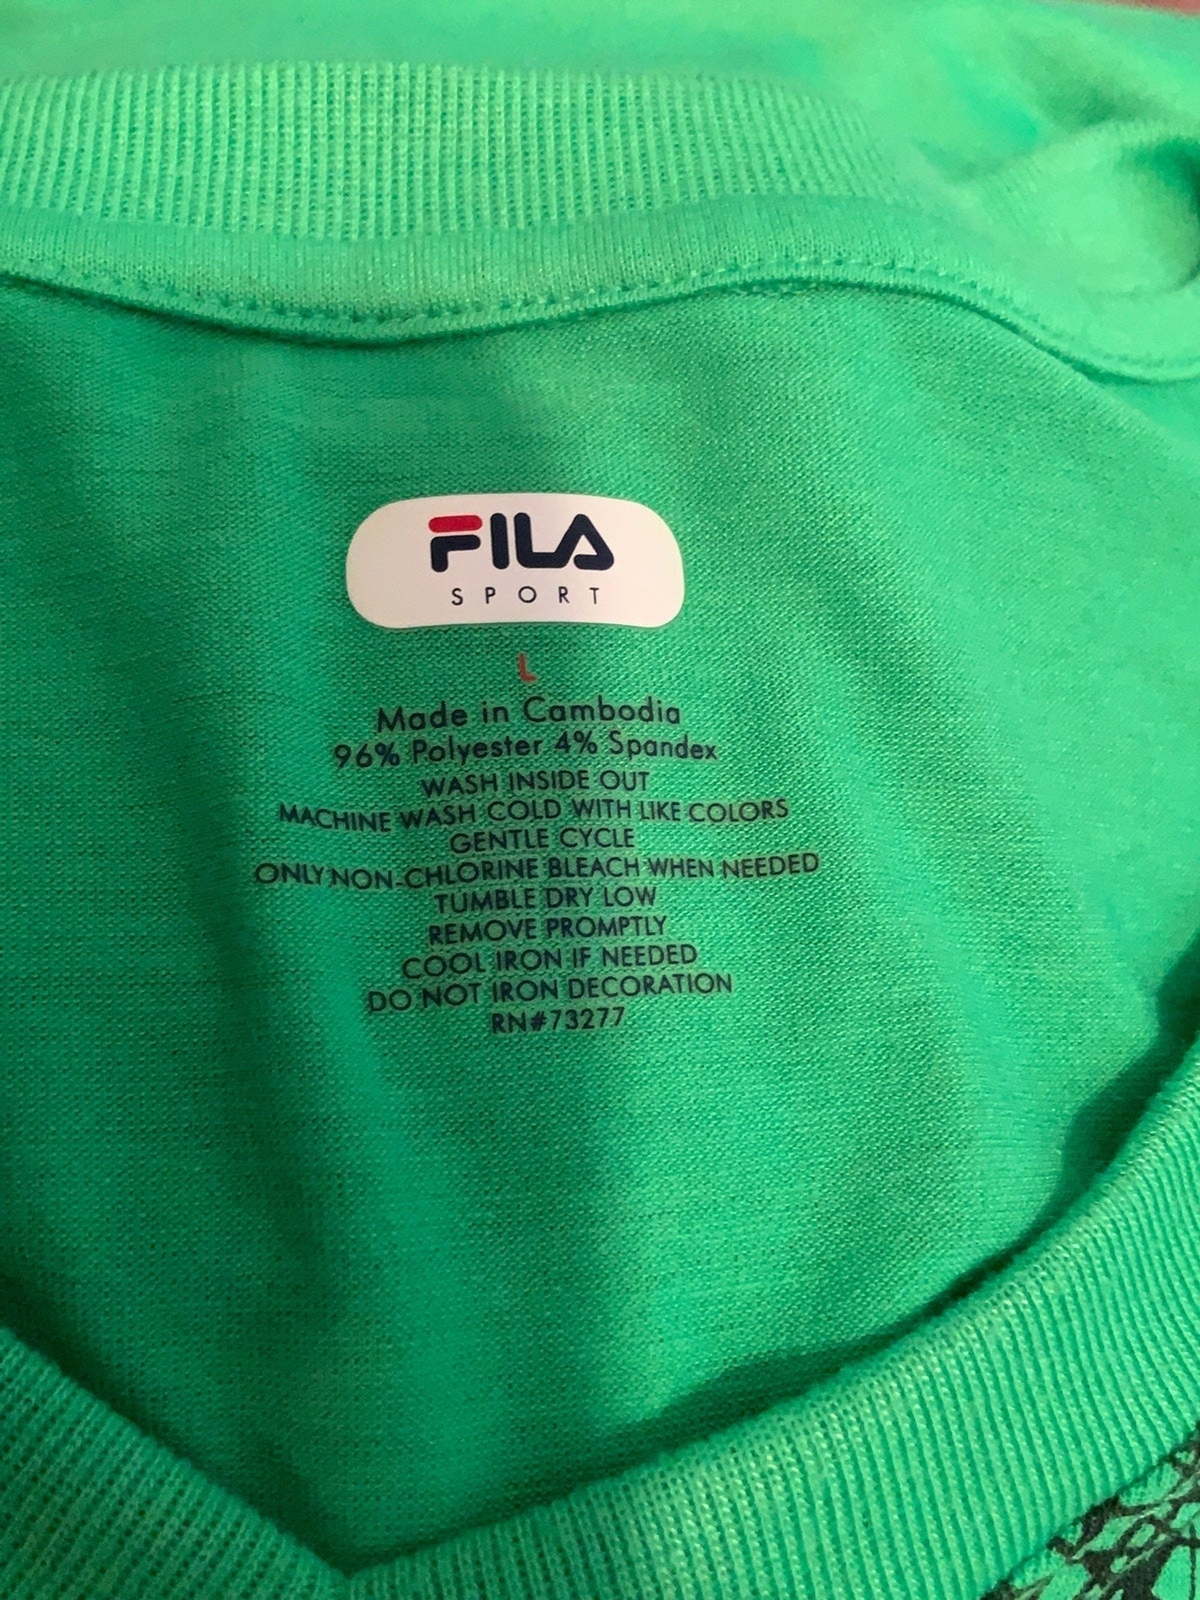 FILA
SPORT
L
Made in Cambodia
96% Polyester 4% Spandex
WASH INSIDE OUT
MACHINE WASH COLD WITH LIKE COLORS
GENTLE CYCLE
ONLY NON-CHLORINE BLEACH WHEN NEEDED
TUMBLE DRY LOW
REMOVE PROMPTLY
COOL IRON IF NEEDED
DO NOT IRON DECORATION
RN#73277